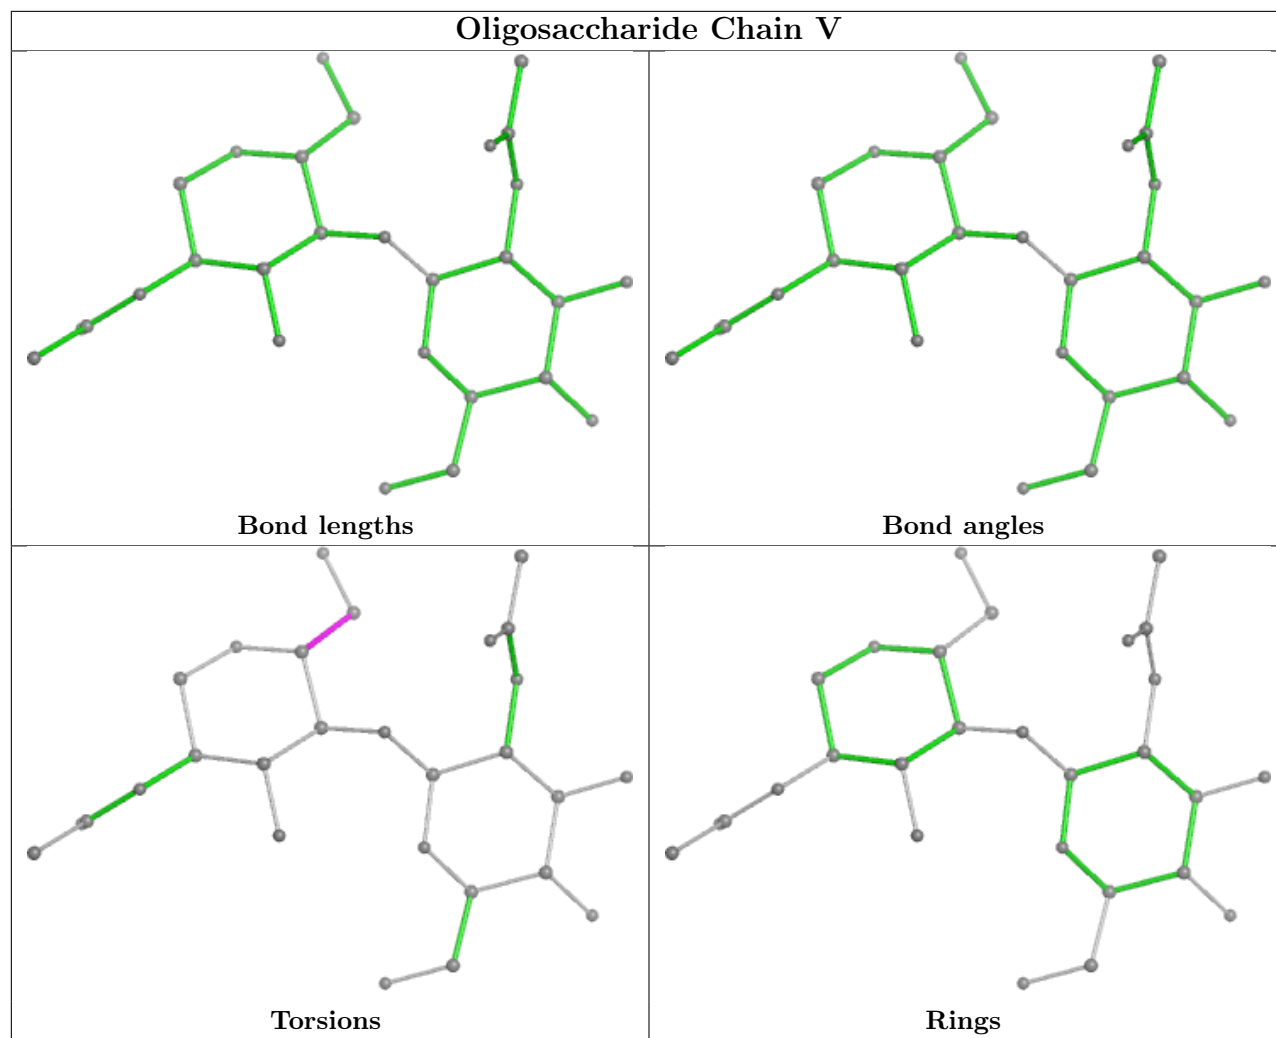 Oligosaccharide Chain V
Bond lengths
Bond angles
Torsions
Rings